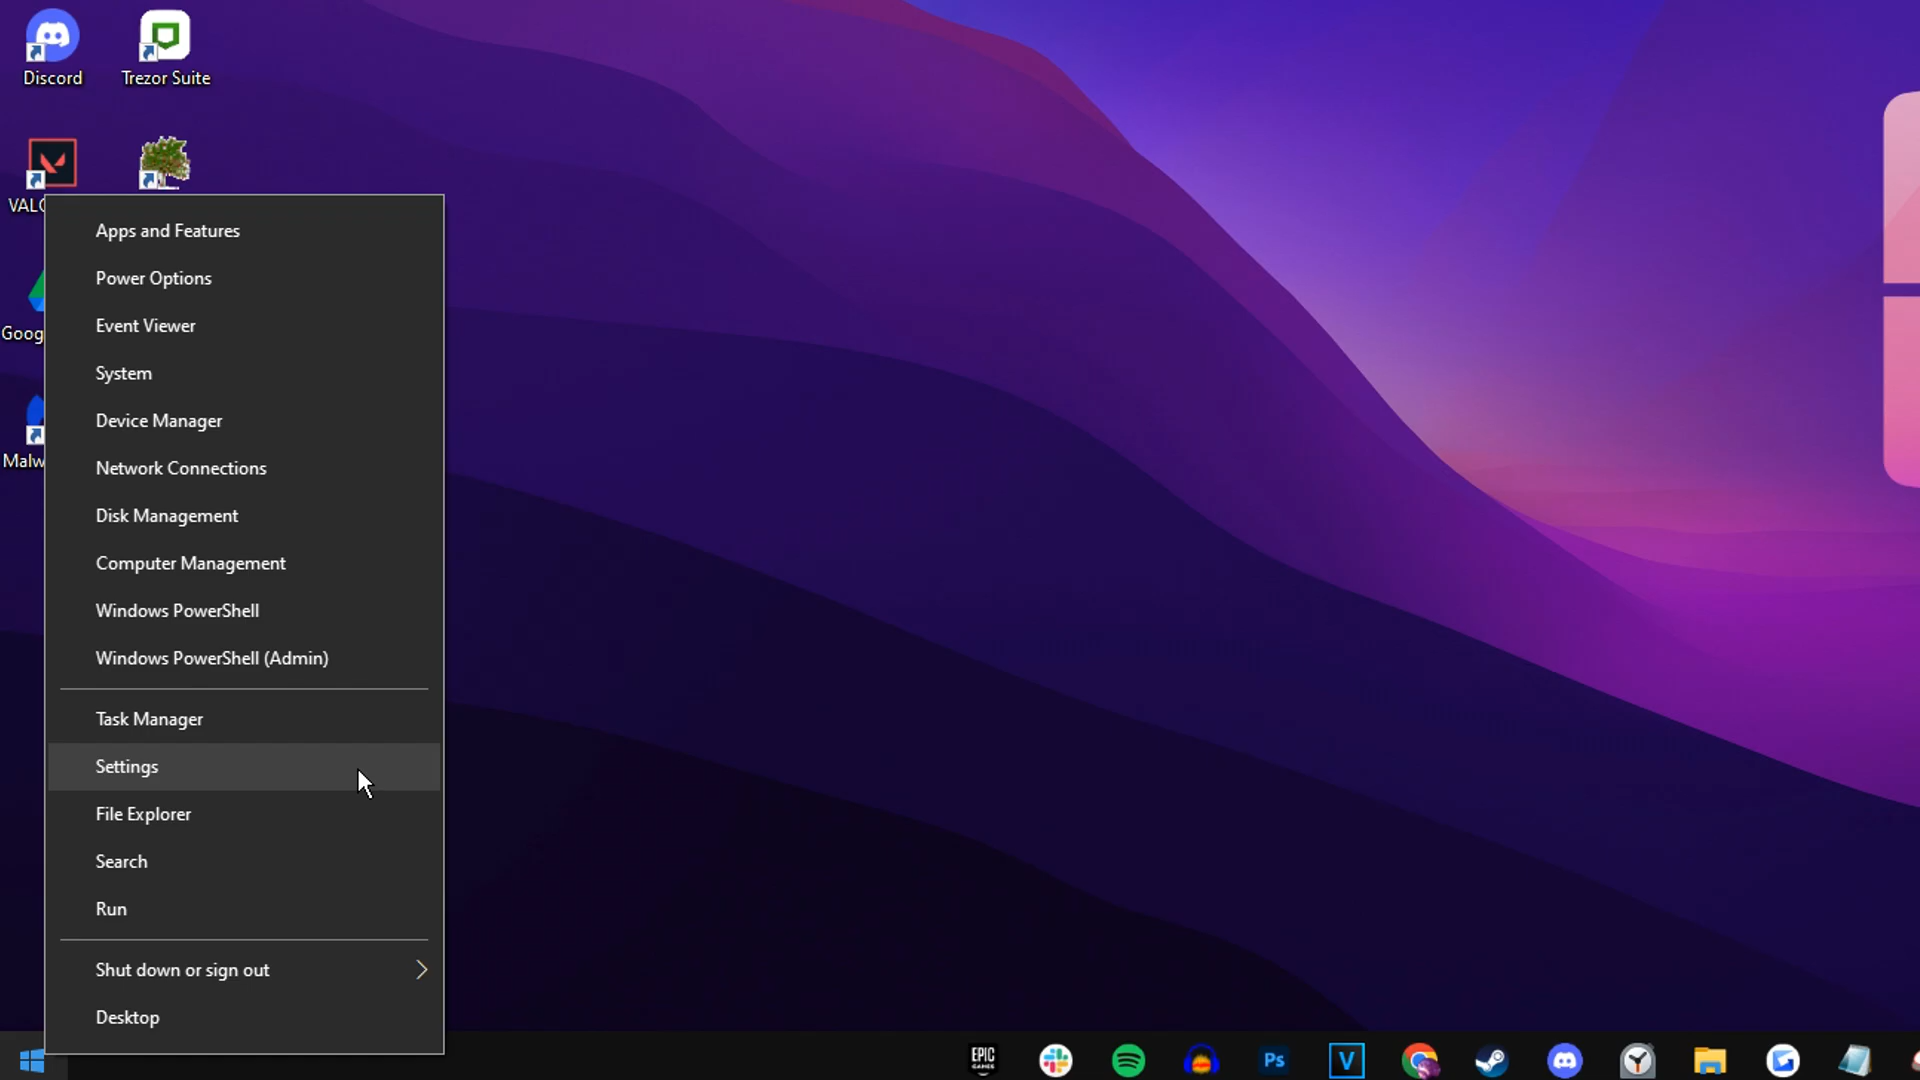 Discord
Trezor Suite
VALO
Goog
Malw
Apps and Features
Power Options
Event Viewer
System
Device Manager
Network Connections
Disk Management
Computer Management
Windows PowerShell
Windows PowerShell (Admin)
Task Manager
Settings
File Explorer
Search
Run
Shut down or sign out
Desktop
EPIC
GAMES
Ps
V